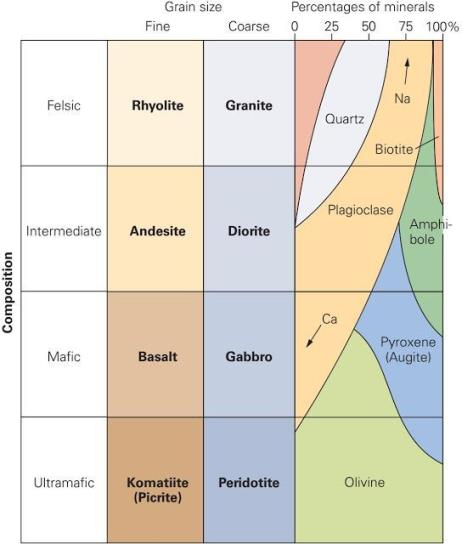 Grain size
Percentages of minerals
Fine
Coarse
0
25
50
75
100%
Composition
Felsic
Rhyolite
Granite
Quartz
Na
Biotite
Intermediate
Andesite
Diorite
Plagioclase
Amphi-
bole
Mafic
Basalt
Gabbro
Ca
Pyroxene
(Augite)
Ultramafic
Komatiite
(Picrite)
Peridotite
Olivine